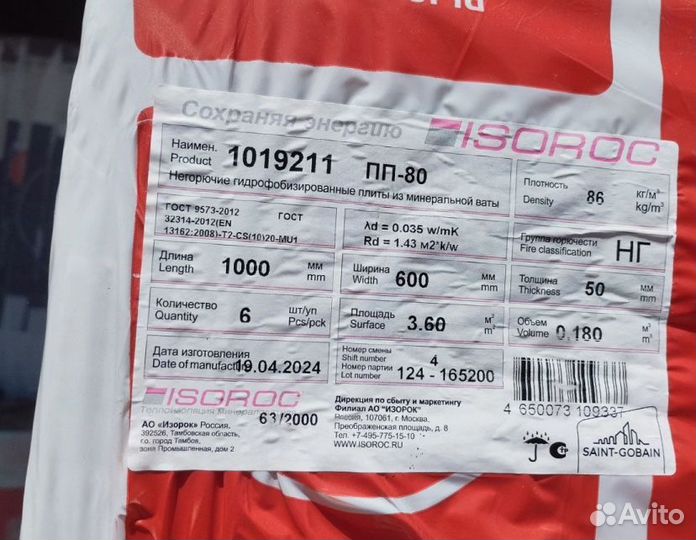 Сохраняя энергию
ISOROC
Наимен.
Product
1019211 ПП-80
Негорючие гидрофобизированные плиты из минеральной ваты
Плотность
Density
86
кг/м³
kg/m³
ГОСТ 9573-2012 ГОСТ
32314-2012(EN
13162:2008)-T2-CS(10)20-MU1
λd = 0.035 w/mK
Rd = 1.43 м2*k/w
Группа горючести
Fire classification
НГ
Длина
Length
1000
мм
mm
Ширина
Width
600
мм
mm
Толщина
Thickness
50
мм
mm
Количество
Quantity
6
шт/уп
Pcs/pck
Площадь
Surface
3.60
м²
m²
Объем
Volume
0.180
м³
m³
Дата изготовления
Date of manufacture
19.04.2024
Номер смены
Shift number
4
Номер партии
Lot number
124 - 165200
ISOROC
Теплоизоляция Минерал
63/2000
АО «Изорок» Россия,
392526, Тамбовская область,
г.о. город Тамбов,
зона Промышленная, дом 2
Дирекция по сбыту и маркетингу
Филиал АО "ИЗОРОК"
Россия, 107061, г. Москва,
Преображенская площадь, д. 8
Тел. +7-495-775-15-10
WWW.ISOROC.RU
4 650073 109337
SAINT-GOBAIN
Avito